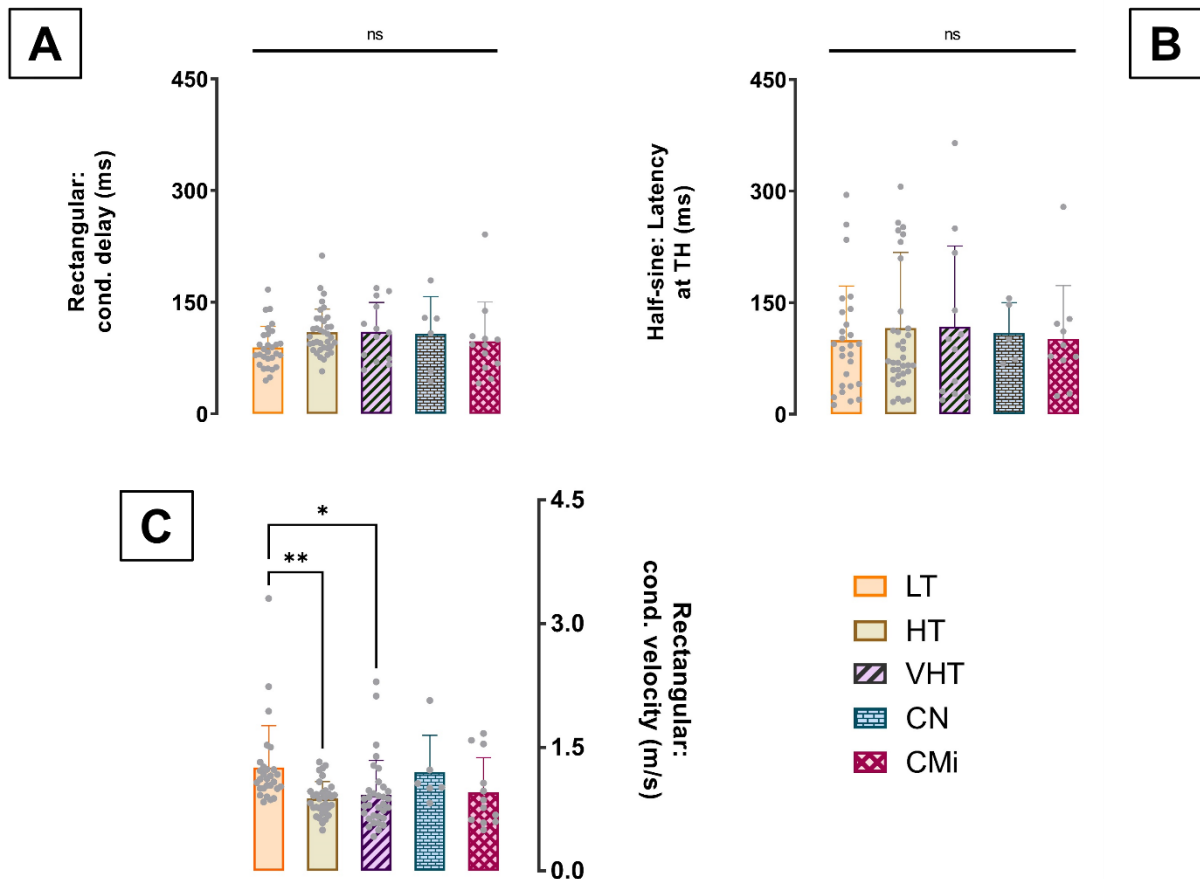 A
ns
450
300
150
0
Rectangular:
cond. delay (ms)
B
ns
450
300
150
0
Half-sine: Latency
at TH (ms)
C
*
**
4.5
3.0
1.5
0.0
Rectangular::
cond. velocity (m/s)
LT
HT
VHT
CN
CMi